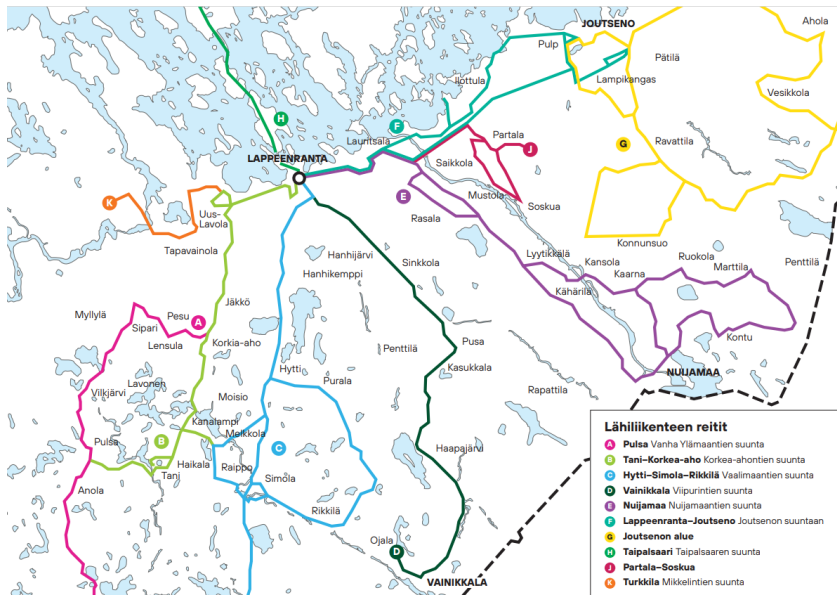 JOUTSENO
Ahola
Pulp
Pätilä
Ilottula
Lampikangas
Vesikkola
H
F
Partala
Lauritsala
G
Ravattila
J
LAPPEENRANTA
Saikkola
K
E
Mustola
Soskua
Uus-
Lavola
Rasala
Konnunsuo
Tapavainola
Hanhijärvi
Lyytikkälä
Ruokola
Sinkkola
Kansola
Marttila
Penttilä
Hanhikemppi
Kaarna
Kähärilä
Jäkkö
Myllylä
Pesu
A
Sipari
Kontu
Lensula
Korkia-aho
Penttilä
Pusa
Hytti
Kasukkala
NUIJAMAA
Lavonen
Purala
Vilkjärvi
Moisio
Rapattila
Kanalampi
Melkkola
Pulsa
B
C
Haapajärvi
Haikala
Raippo
Tani
Simola
Anola
Rikkilä
Ojala
D
VAINIKKALA
Lähiliikenteen reitit
A Pulsa Vanha Ylämaantien suunta
B Tani–Korkea-aho Korkea-ahontien suunta
C Hytti–Simola–Rikkilä Vaalimaantien suunta
D Vainikkala Viipurintien suunta
E Nuijamaa Nuijamaantien suunta
F Lappeenranta–Joutseno Joutsenon suuntaan
G Joutsenon alue
H Taipalsaari Taipalsaaren suunta
J Partala–Soskua
K Turkkila Mikkelintien suunta